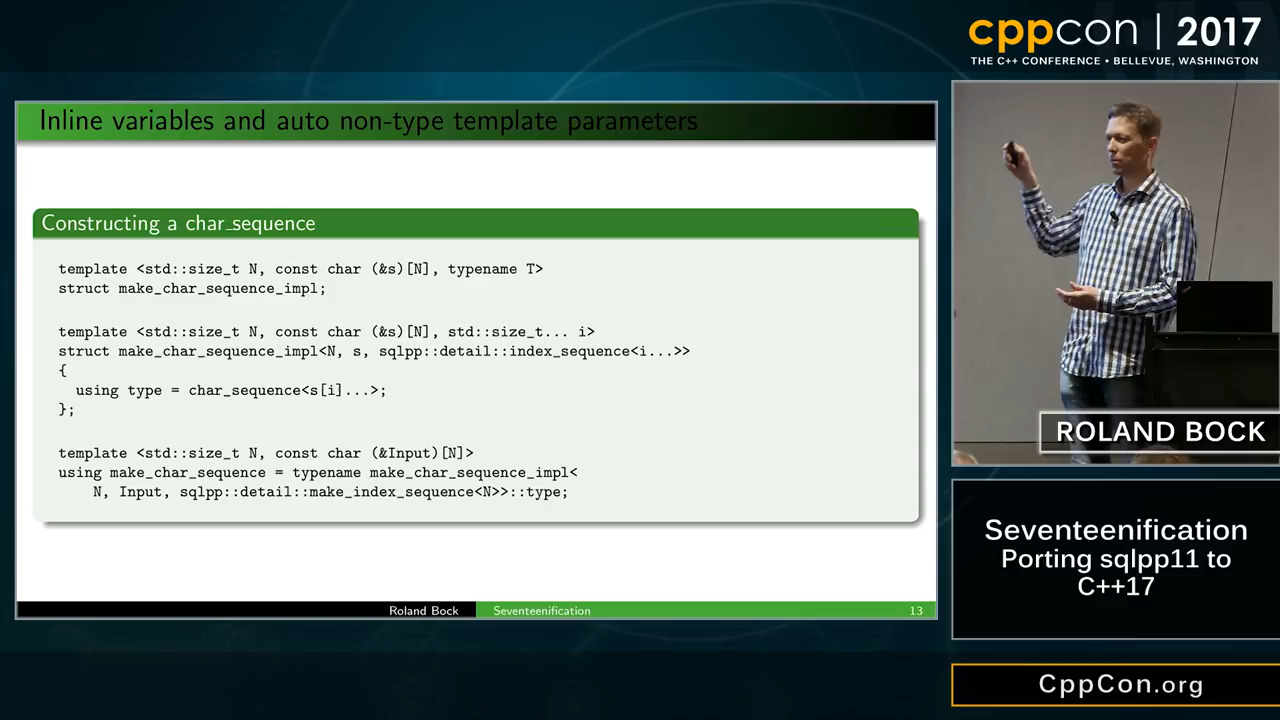 cppcon | 2017
THE C++ CONFERENCE • BELLEVUE, WASHINGTON
Inline variables and auto non-type template parameters
Constructing a char_sequence
template <std::size_t N, const char (&s)[N], typename T>
struct make_char_sequence_impl;
template <std::size_t N, const char (&s)[N], std::size_t... i>
struct make_char_sequence_impl<N, s, sqlpp::detail::index_sequence<i...>>
{
using type = char_sequence<s[i]...>;
};
template <std::size_t N, const char (&Input)[N]>
using make_char_sequence = typename make_char_sequence_impl<
N, Input, sqlpp::detail::make_index_sequence<N>>::type;
Roland Bock
Seventeenification
13
ROLAND BOCK
Seventeenification
Porting sqlpp11 to
C++17
CppCon.org